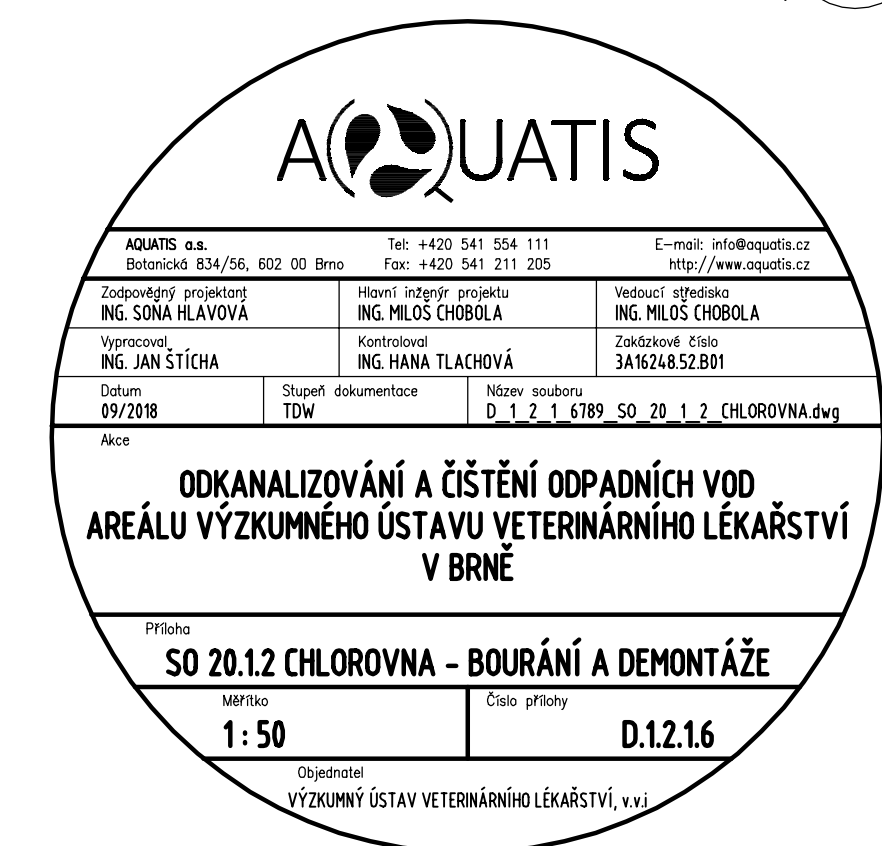 AQUATIS
AQUATIS a.s. Tel: +420 541 554 111 E-mail: info@aquatis.cz
Botanická 834/56, 602 00 Brno Fax: +420 541 211 205 http://www.aquatis.cz
Zodpovědný projektant Hlavní inženýr projektu Vedoucí střediska
ING. SOŇA HLAVOVÁ ING. MILOŠ CHOBOLA ING. MILOŠ CHOBOLA
Vypracoval Kontroloval Zakázkové číslo
ING. JAN ŠTÍCHA ING. HANA TLACHOVÁ 3A16248.52.B01
Datum Stupeň dokumentace Název souboru
09/2018 TDW D_1_2_1_6789_SO_20_1_2_CHLOROVNA.dwg
Akce
ODKANALIZOVÁNÍ A ČIŠTĚNÍ ODPADNÍCH VOD
AREÁLU VÝZKUMNÉHO ÚSTAVU VETERINÁRNÍHO LÉKAŘSTVÍ
V BRNĚ
Příloha
SO 20.1.2 CHLOROVNA - BOURÁNÍ A DEMONTÁŽE
Měřítko Číslo přílohy
1 : 50 D.1.2.1.6
Objednatel
VÝZKUMNÝ ÚSTAV VETERINÁRNÍHO LÉKAŘSTVÍ, v.v.i